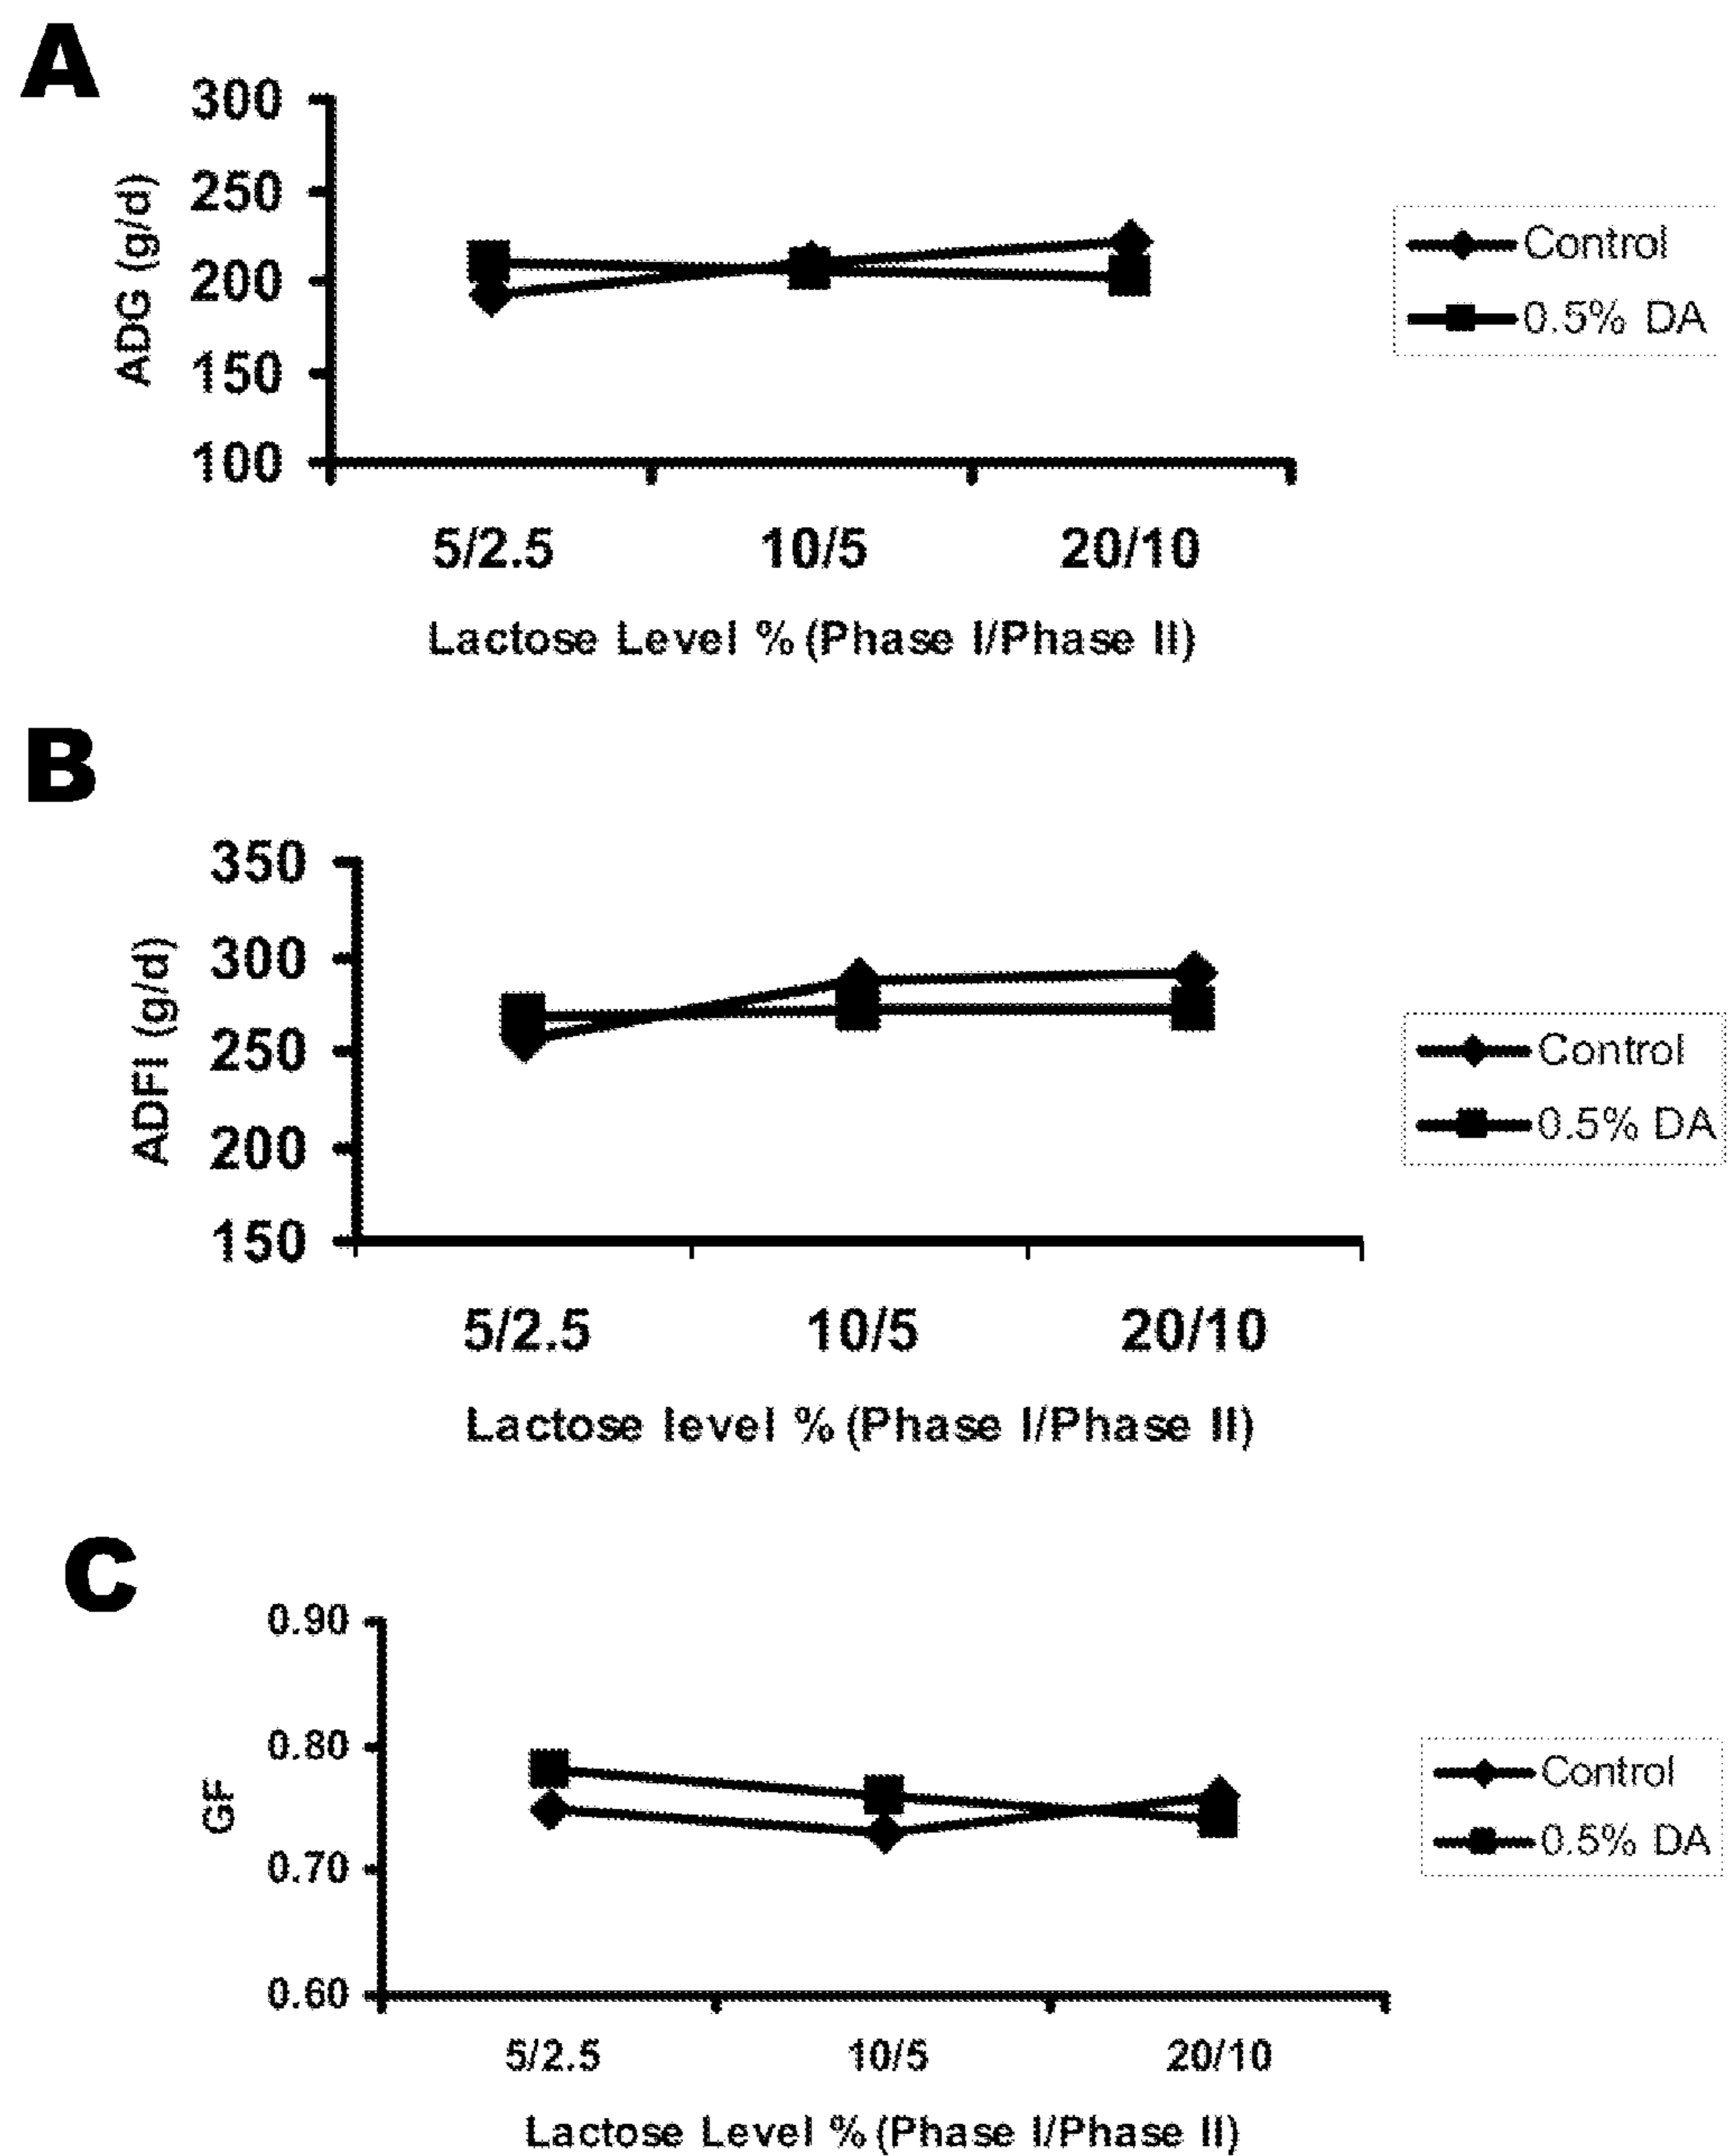 A
300
250
200
150
100
ADG (g/d)
5/2.5 10/5 20/10
Lactose Level % (Phase I/Phase II)
Control
0.5% DA
B
350
300
250
200
150
ADFI (g/d)
5/2.5 10/5 20/10
Lactose level % (Phase I/Phase II)
Control
0.5% DA
C
0.90
0.80
0.70
0.60
GF
5/2.5 10/5 20/10
Lactose Level % (Phase I/Phase II)
Control
0.5% DA